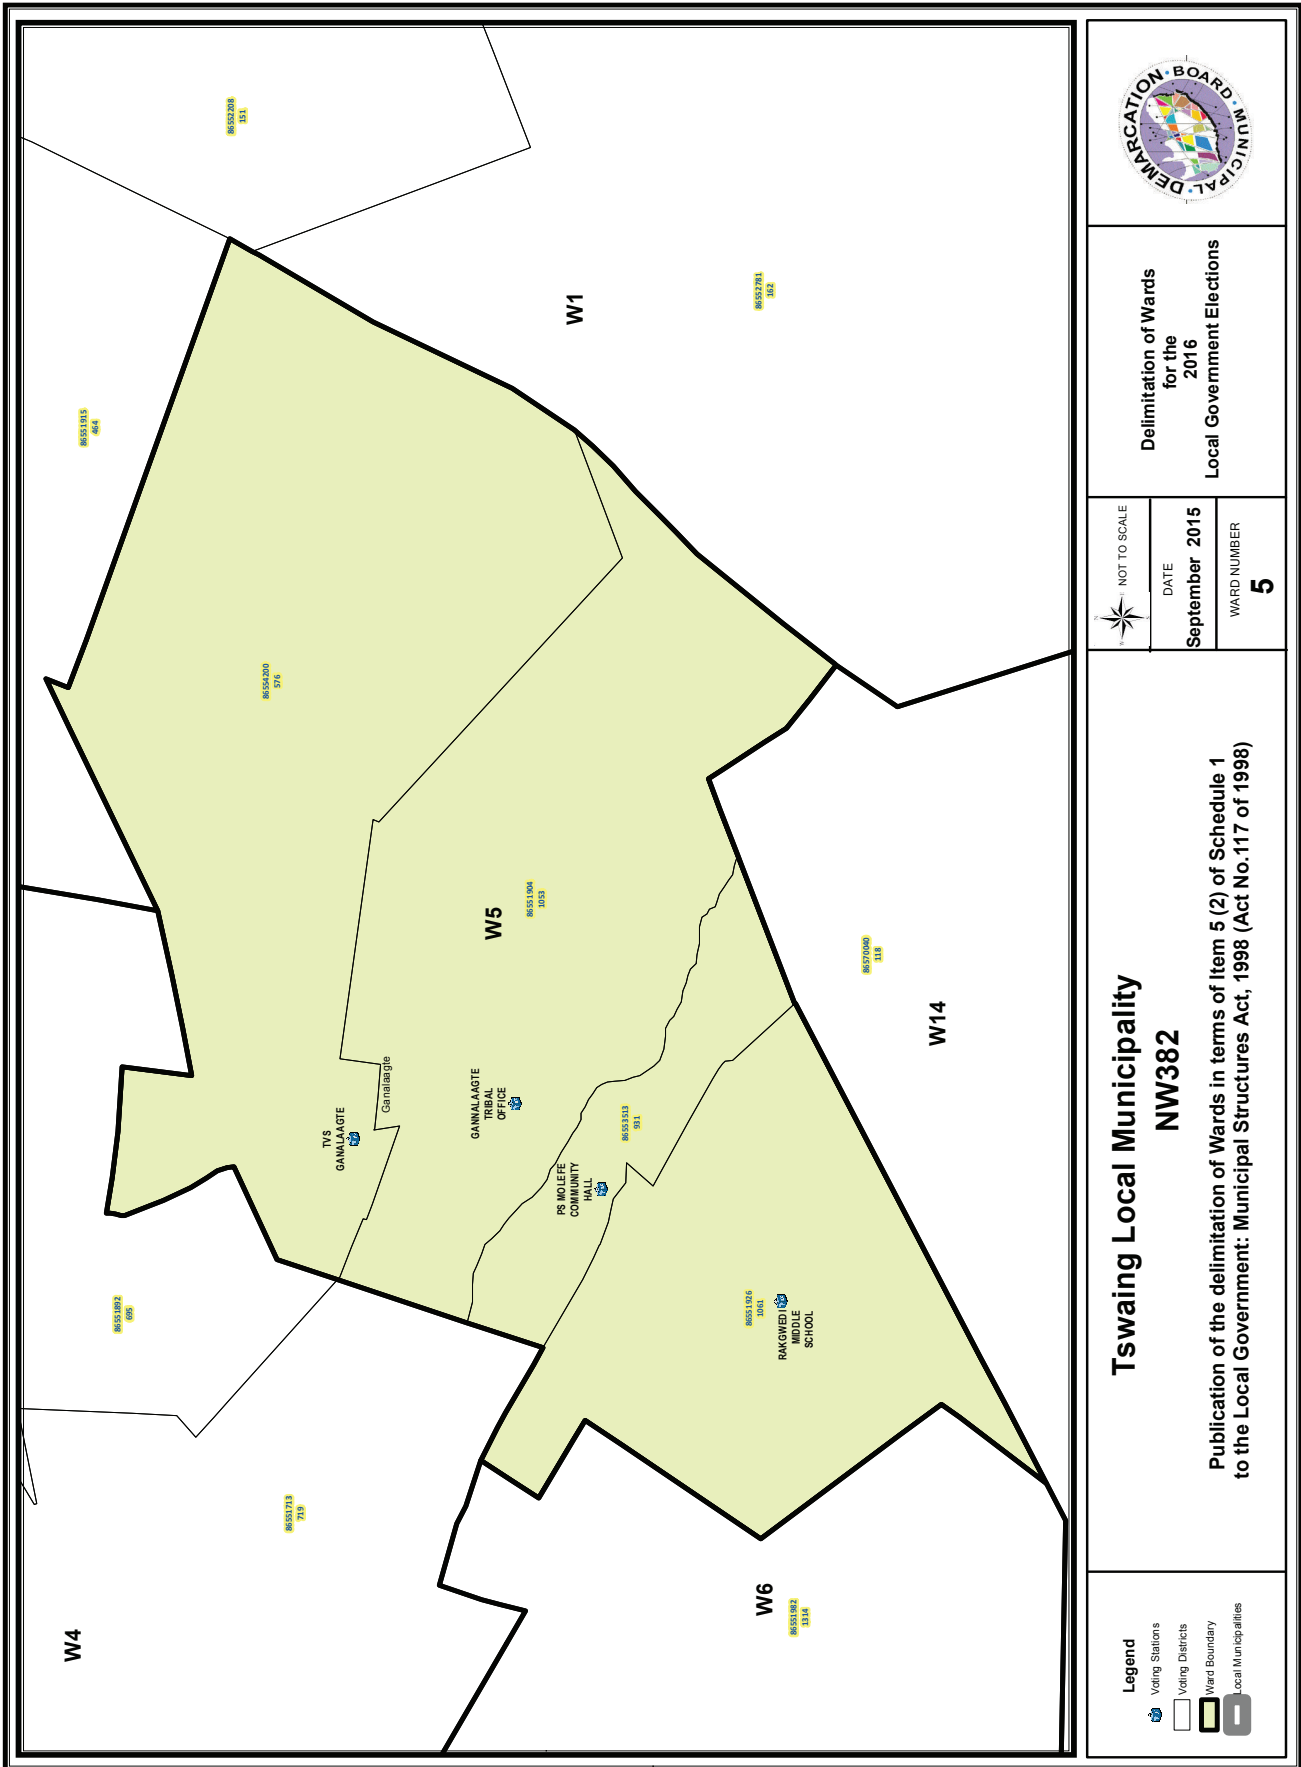 W4
86551713
719
86551892
695
86551915
464
86552208
151
TVS
GANALAAGTE
Ganalaagte
86554200
576
GANNALAAGTE
TRIBAL
OFFICE
W5
86551904
1053
W1
86552781
162
PS MOLEFE
COMMUNITY
HALL
86553513
931
86551926
1061
RAKGWEDI
MIDDLE
SCHOOL
W6
86551982
1314
86570040
118
W14
Legend
Voting Stations
Voting Districts
Ward Boundary
Local Municipalities
Tswaing Local Municipality
NW382
Publication of the delimitation of Wards in terms of Item 5 (2) of Schedule 1
to the Local Government: Municipal Structures Act, 1998 (Act No.117 of 1998)
N
E
S
W
NOT TO SCALE
DATE
September 2015
WARD NUMBER
5
Delimitation of Wards
for the
2016
Local Government Elections
MUNICIPAL DEMARCATION BOARD